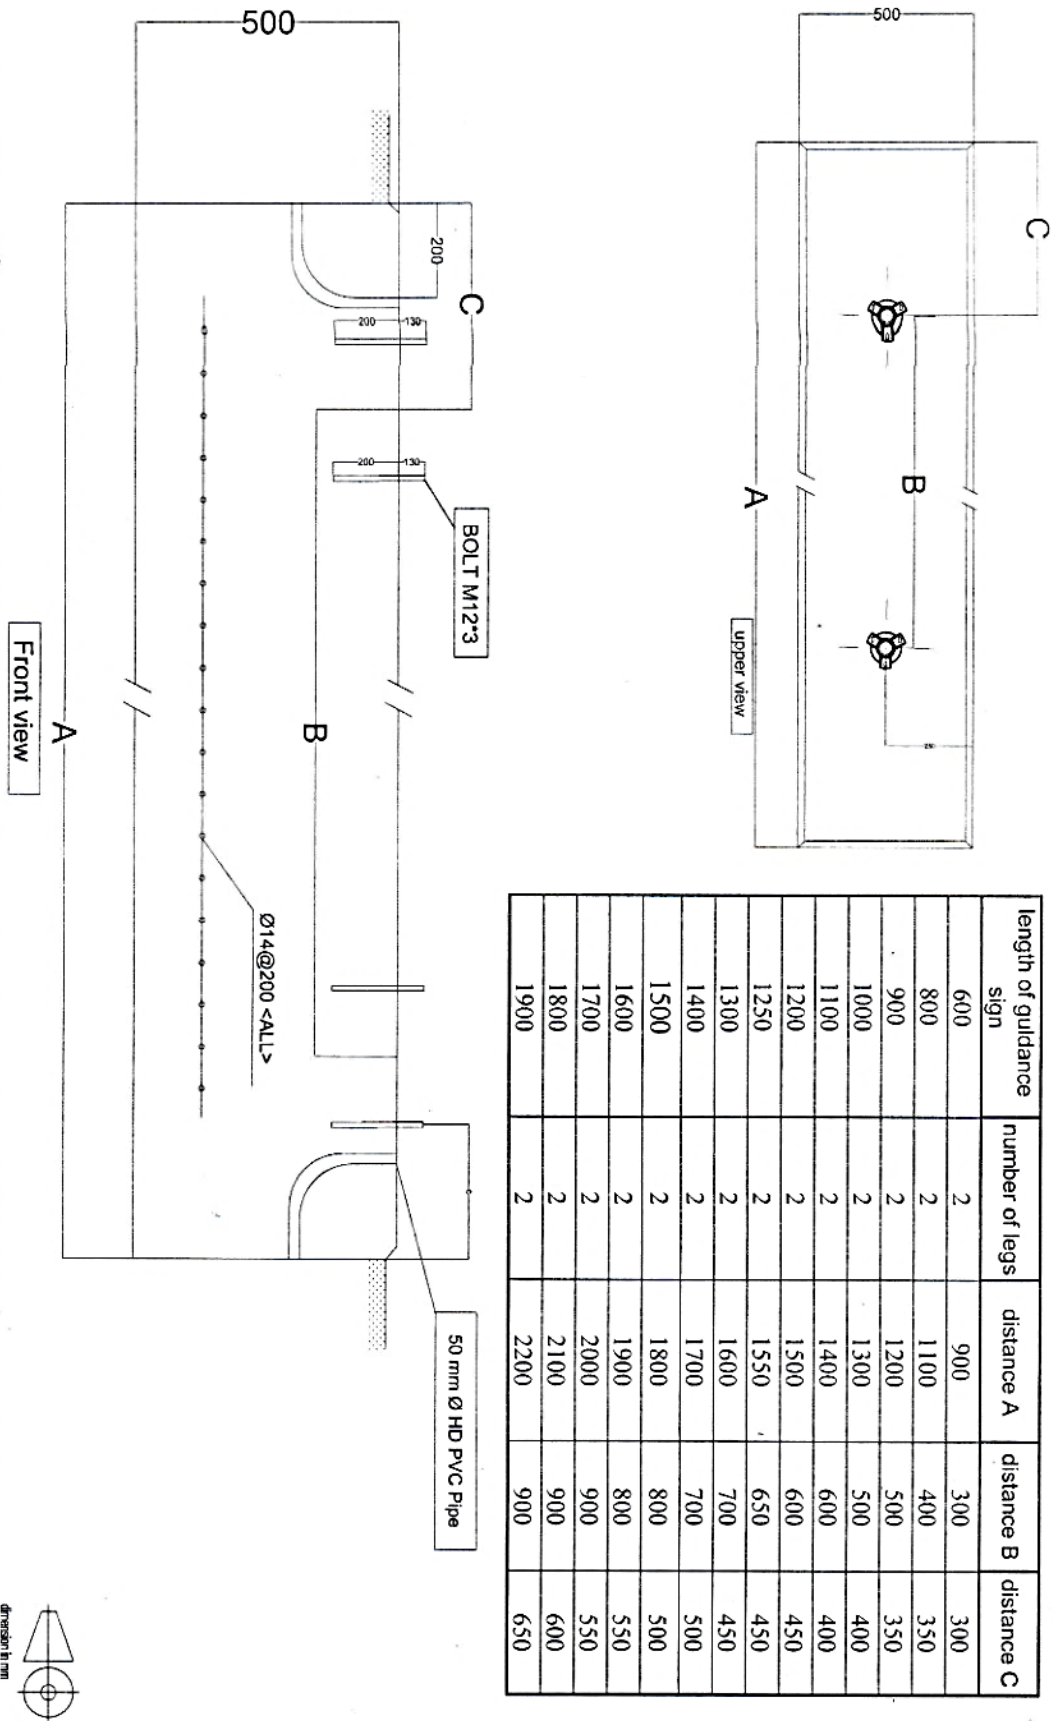 500
C
B
A
250
upper view
500
C
200
200 130
200 130
BOLT M12*3
B
Ø14@200 <ALL>
50 mm Ø HD PVC Pipe
A
Front view
length of guidance sign | number of legs | distance A | distance B | distance C
600 | 2 | 900 | 300 | 300
800 | 2 | 1100 | 400 | 350
900 | 2 | 1200 | 500 | 350
1000 | 2 | 1300 | 500 | 400
1100 | 2 | 1400 | 600 | 400
1200 | 2 | 1500 | 600 | 450
1250 | 2 | 1550 | 650 | 450
1300 | 2 | 1600 | 700 | 450
1400 | 2 | 1700 | 700 | 500
1500 | 2 | 1800 | 800 | 500
1600 | 2 | 1900 | 800 | 550
1700 | 2 | 2000 | 900 | 550
1800 | 2 | 2100 | 900 | 600
1900 | 2 | 2200 | 900 | 650
dimension in mm